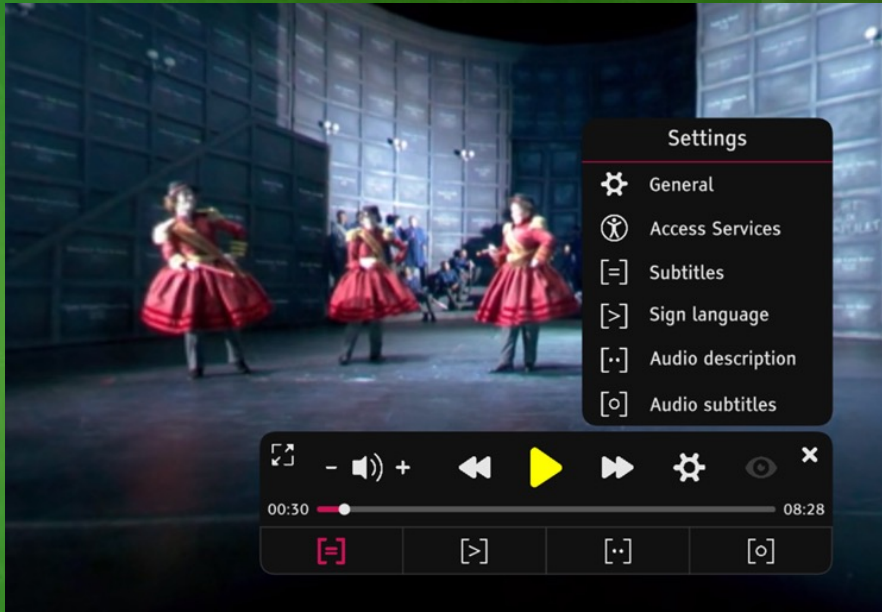 Settings
General
Access Services
Subtitles
Sign language
Audio description
Audio subtitles
- +
00:30 08:28